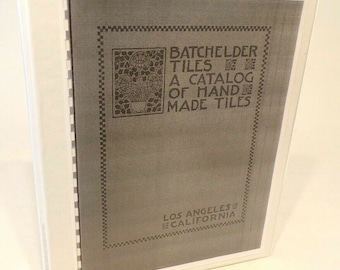 BATCHELDER
TILES
A CATALOG
OF HAND
MADE TILES
LOS ANGELES
CALIFORNIA